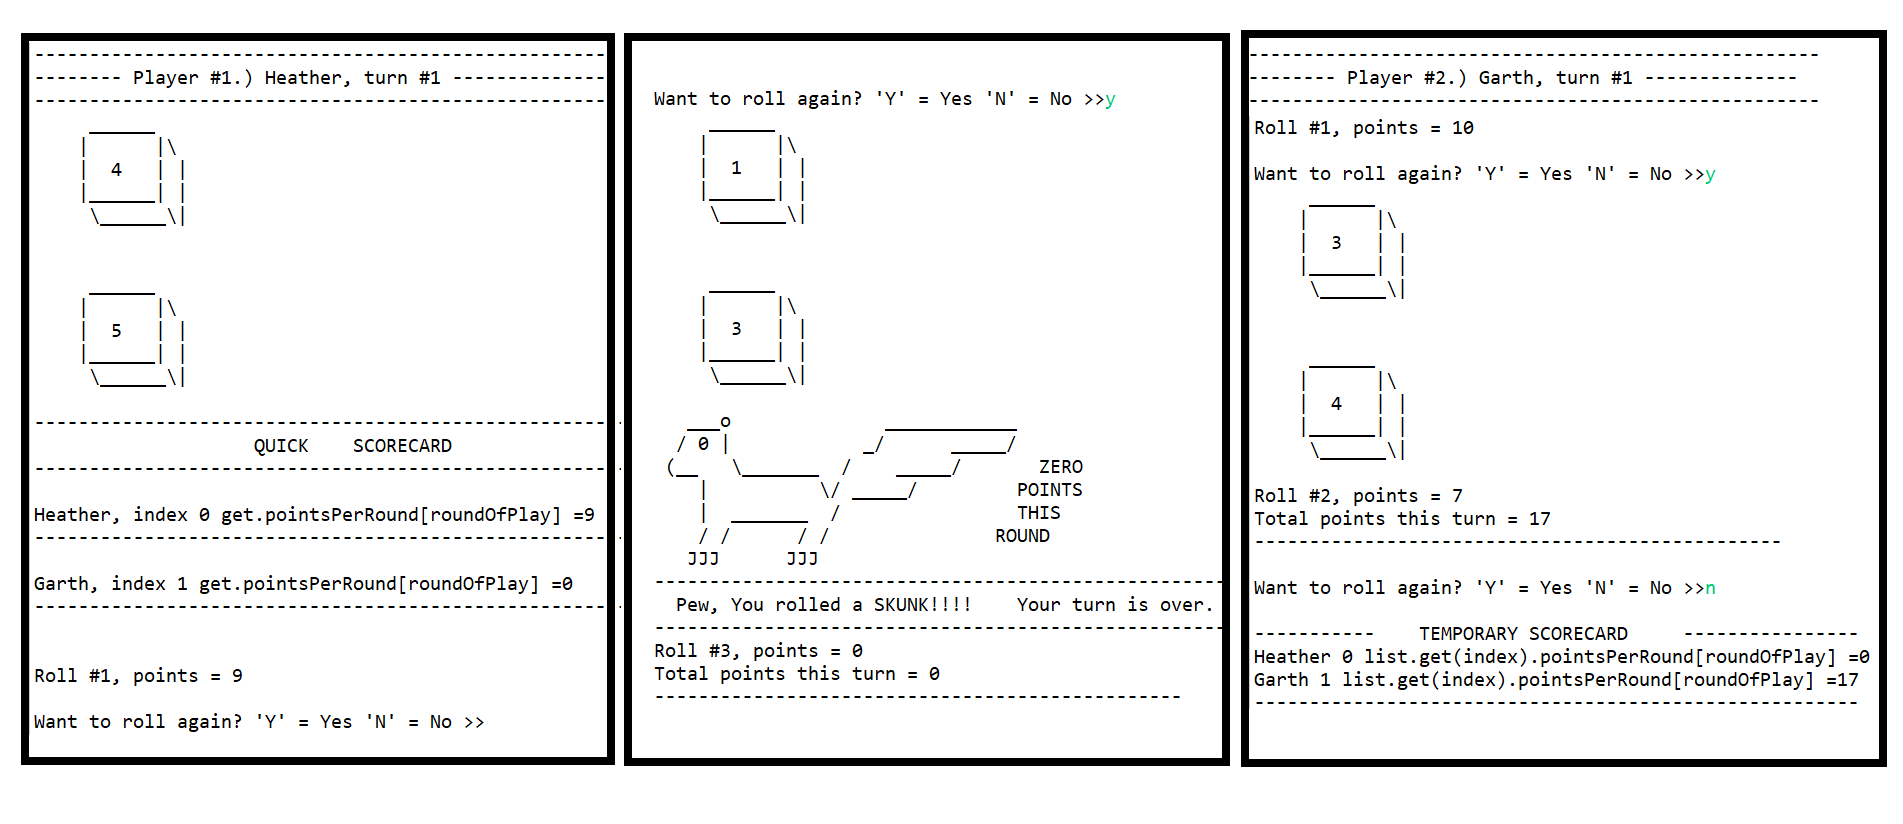 -------- Player #1.) Heather, turn #1 --------------
4
5
QUICK    SCORECARD
Heather, index 0 get.pointsPerRound[roundOfPlay] =9
Garth, index 1 get.pointsPerRound[roundOfPlay] =0
Roll #1, points = 9
Want to roll again? 'Y' = Yes 'N' = No >>
Want to roll again? 'Y' = Yes 'N' = No >>y
1
3
ZERO
POINTS
THIS
ROUND
Pew, You rolled a SKUNK!!!!    Your turn is over.
Roll #3, points = 0
Total points this turn = 0
-------- Player #2.) Garth, turn #1 --------------
Roll #1, points = 10
Want to roll again? 'Y' = Yes 'N' = No >>y
3
4
Roll #2, points = 7
Total points this turn = 17
Want to roll again? 'Y' = Yes 'N' = No >>n
-----------    TEMPORARY SCORECARD     ----------------
Heather 0 list.get(index).pointsPerRound[roundOfPlay] =0
Garth 1 list.get(index).pointsPerRound[roundOfPlay] =17